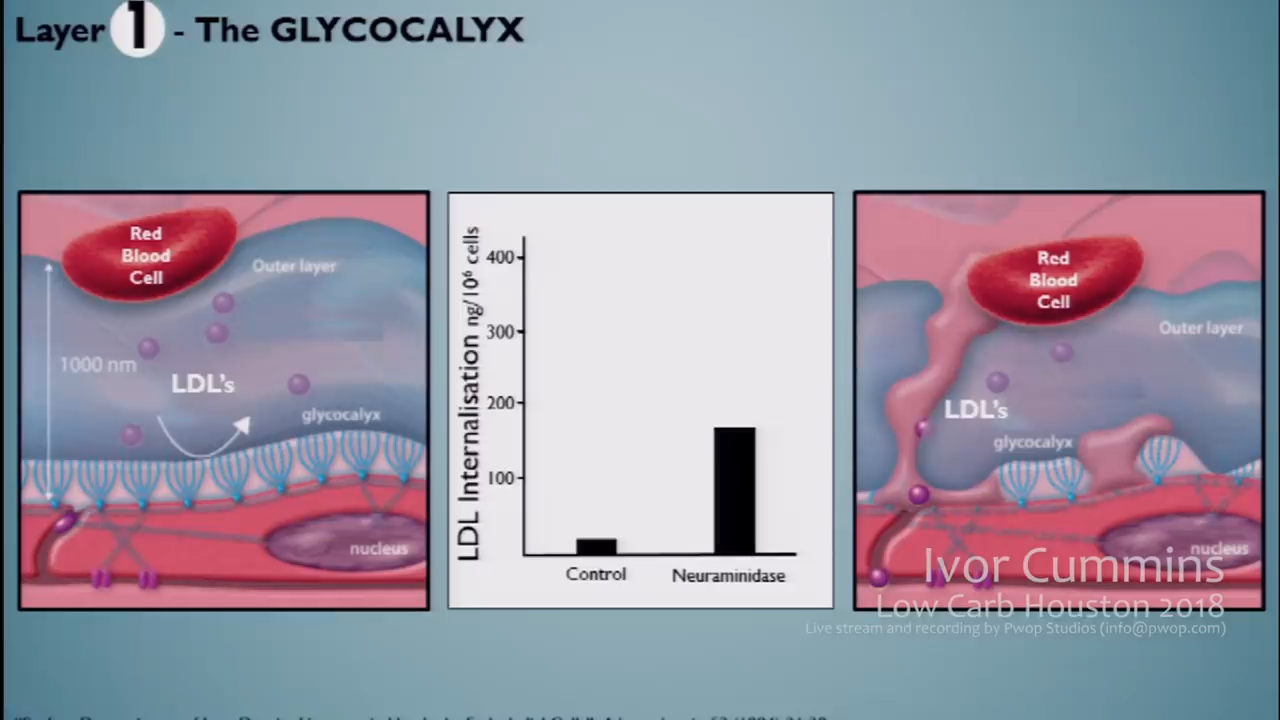 Layer 1 - The GLYCOCALYX
Red
Blood
Cell
Outer layer
1000 nm
LDL's
glycocalyx
nucleus
LDL Internalisation ng/10⁶ cells
400
300
200
100
Control
Neuraminidase
Red
Blood
Cell
Outer layer
LDL's
glycocalyx
nucleus
Ivor Cummins
Low Carb Houston 2018
Live stream and recording by Pwop Studios (info@pwop.com)